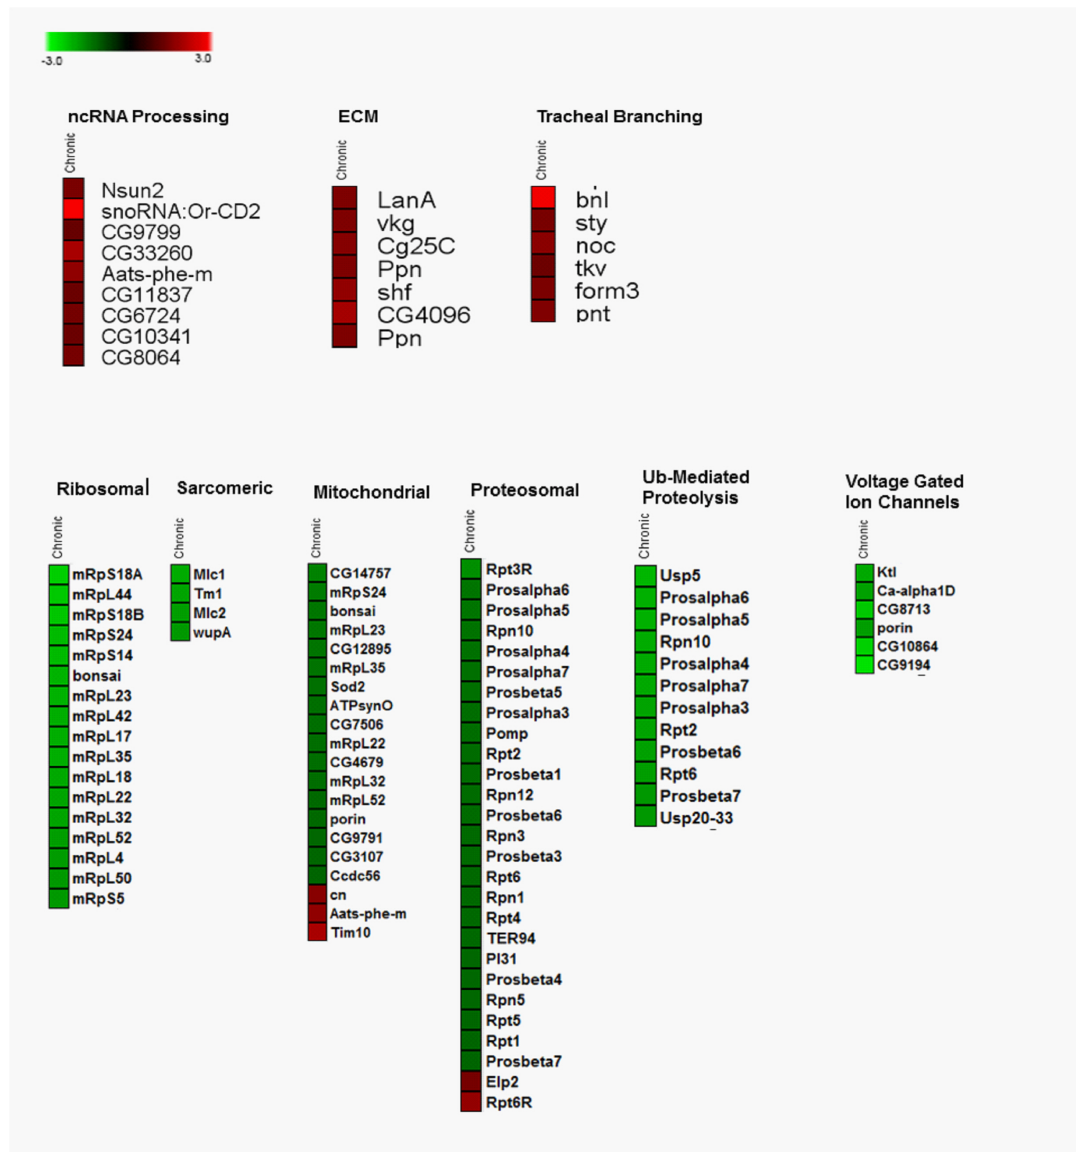 -3.0
3.0
ncRNA Processing
Chronic
Nsun2
snoRNA:Or-CD2
CG9799
CG33260
Aats-phe-m
CG11837
CG6724
CG10341
CG8064
ECM
Chronic
LanA
vkg
Cg25C
Ppn
shf
CG4096
Ppn
Tracheal Branching
Chronic
bnl
sty
noc
tkv
form3
pnt
Ribosomal
Chronic
mRpS18A
mRpL44
mRpS18B
mRpS24
mRpS14
bonsai
mRpL23
mRpL42
mRpL17
mRpL35
mRpL18
mRpL22
mRpL32
mRpL52
mRpL4
mRpL50
mRpS5
Sarcomeric
Chronic
Mlc1
Tm1
Mlc2
wupA
Mitochondrial
Chronic
CG14757
mRpS24
bonsai
mRpL23
CG12895
mRpL35
Sod2
ATPsynO
CG7506
mRpL22
CG4679
mRpL32
mRpL52
porin
CG9791
CG3107
Ccdc56
cn
Aats-phe-m
Tim10
Proteosomal
Chronic
Rpt3R
Prosalpha6
Prosalpha5
Rpn10
Prosalpha4
Prosalpha7
Prosbeta5
Prosalpha3
Pomp
Rpt2
Prosbeta1
Rpn12
Prosbeta6
Rpn3
Prosbeta3
Rpt6
Rpn1
Rpt4
TER94
PI31
Prosbeta4
Rpn5
Rpt5
Rpt1
Prosbeta7
Elp2
Rpt6R
Ub-Mediated
Proteolysis
Chronic
Usp5
Prosalpha6
Prosalpha5
Rpn10
Prosalpha4
Prosalpha7
Prosalpha3
Rpt2
Prosbeta6
Rpt6
Prosbeta7
Usp20-33
Voltage Gated
Ion Channels
Chronic
Ktl
Ca-alpha1D
CG8713
porin
CG10864
CG9194